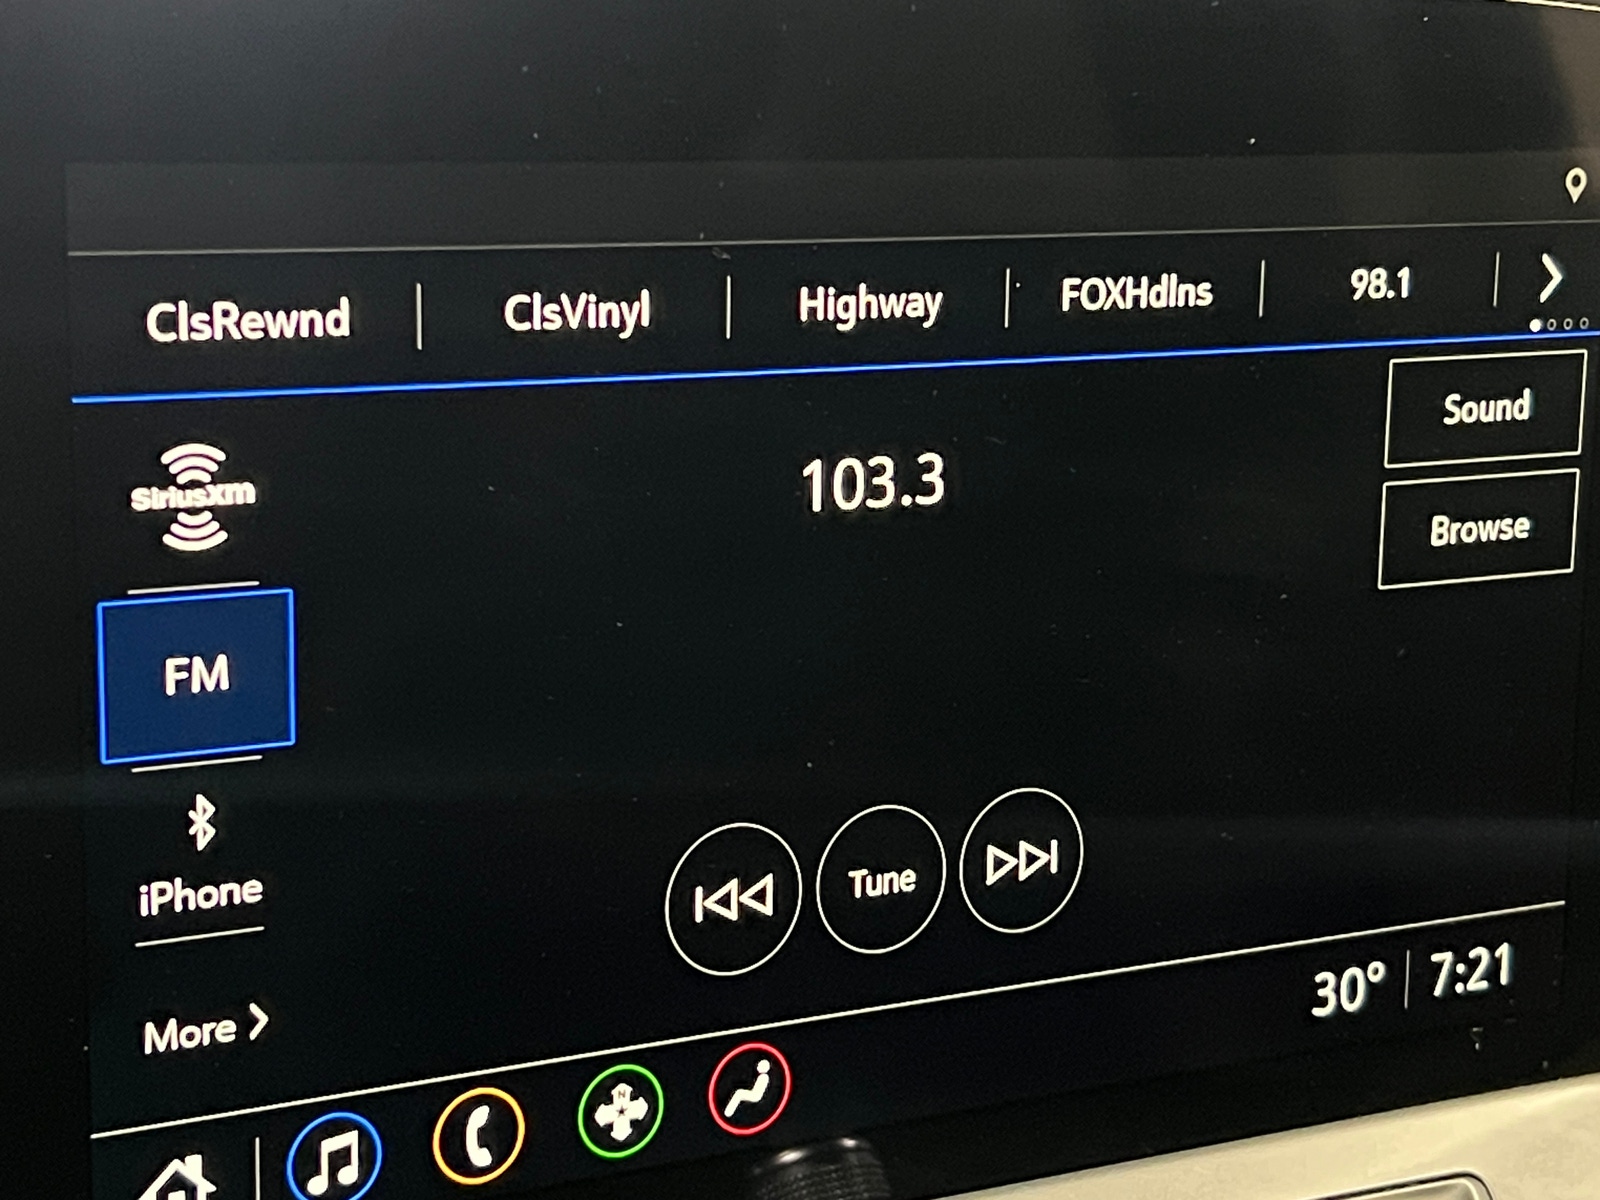 ClsRewnd | ClsVinyl | Highway | FOXHdlns | 98.1
Sound
103.3
siriusxm
Browse
FM
iPhone
Tune
More
30° | 7:21
N